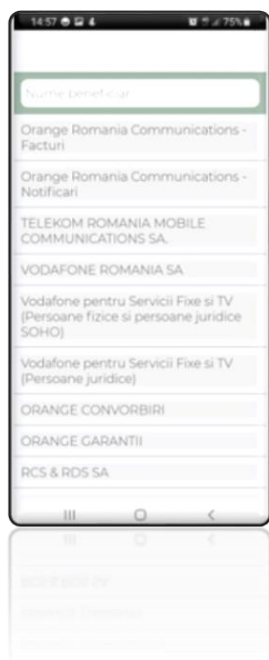 14:57
75%
Nume beneficiar
Orange Romania Communications -
Facturi
Orange Romania Communications -
Notificari
TELEKOM ROMANIA MOBILE
COMMUNICATIONS SA.
VODAFONE ROMANIA SA
Vodafone pentru Servicii Fixe si TV
(Persoane fizice si persoane juridice
SOHO)
Vodafone pentru Servicii Fixe si TV
(Persoane juridice)
ORANGE CONVORBIRI
ORANGE GARANTII
RCS & RDS SA